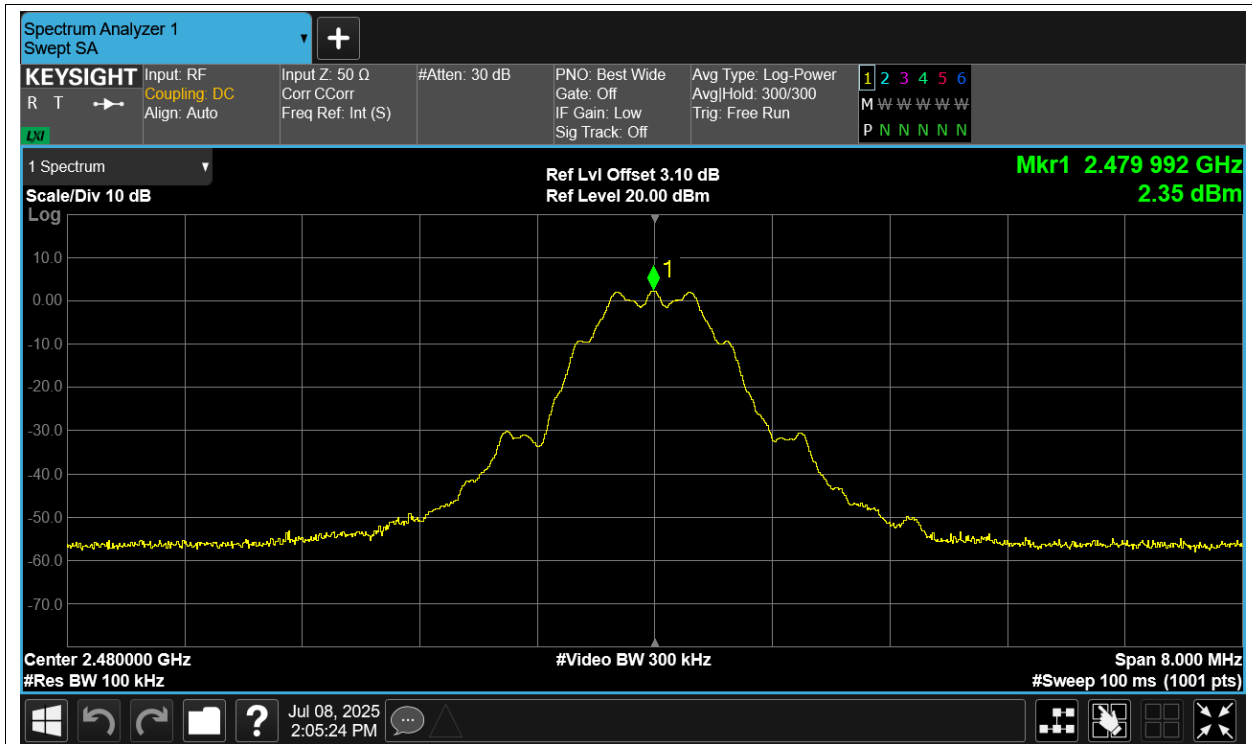 Spectrum Analyzer 1
Swept SA
KEYSIGHT
R T
LXI
Input: RF
Coupling: DC
Align: Auto
Input Z: 50 Ω
Corr CCorr
Freq Ref: Int (S)
#Atten: 30 dB
PNO: Best Wide
Gate: Off
IF Gain: Low
Sig Track: Off
Avg Type: Log-Power
Avg|Hold: 300/300
Trig: Free Run
1 2 3 4 5 6
M W W W W W
P N N N N N
1 Spectrum
Scale/Div 10 dB
Ref Lvl Offset 3.10 dB
Ref Level 20.00 dBm
Mkr1 2.479 992 GHz
2.35 dBm
Log
10.0
0.00
-10.0
-20.0
-30.0
-40.0
-50.0
-60.0
-70.0
1
Center 2.480000 GHz
#Video BW 300 kHz
Span 8.000 MHz
#Res BW 100 kHz
#Sweep 100 ms (1001 pts)
?
Jul 08, 2025
2:05:24 PM